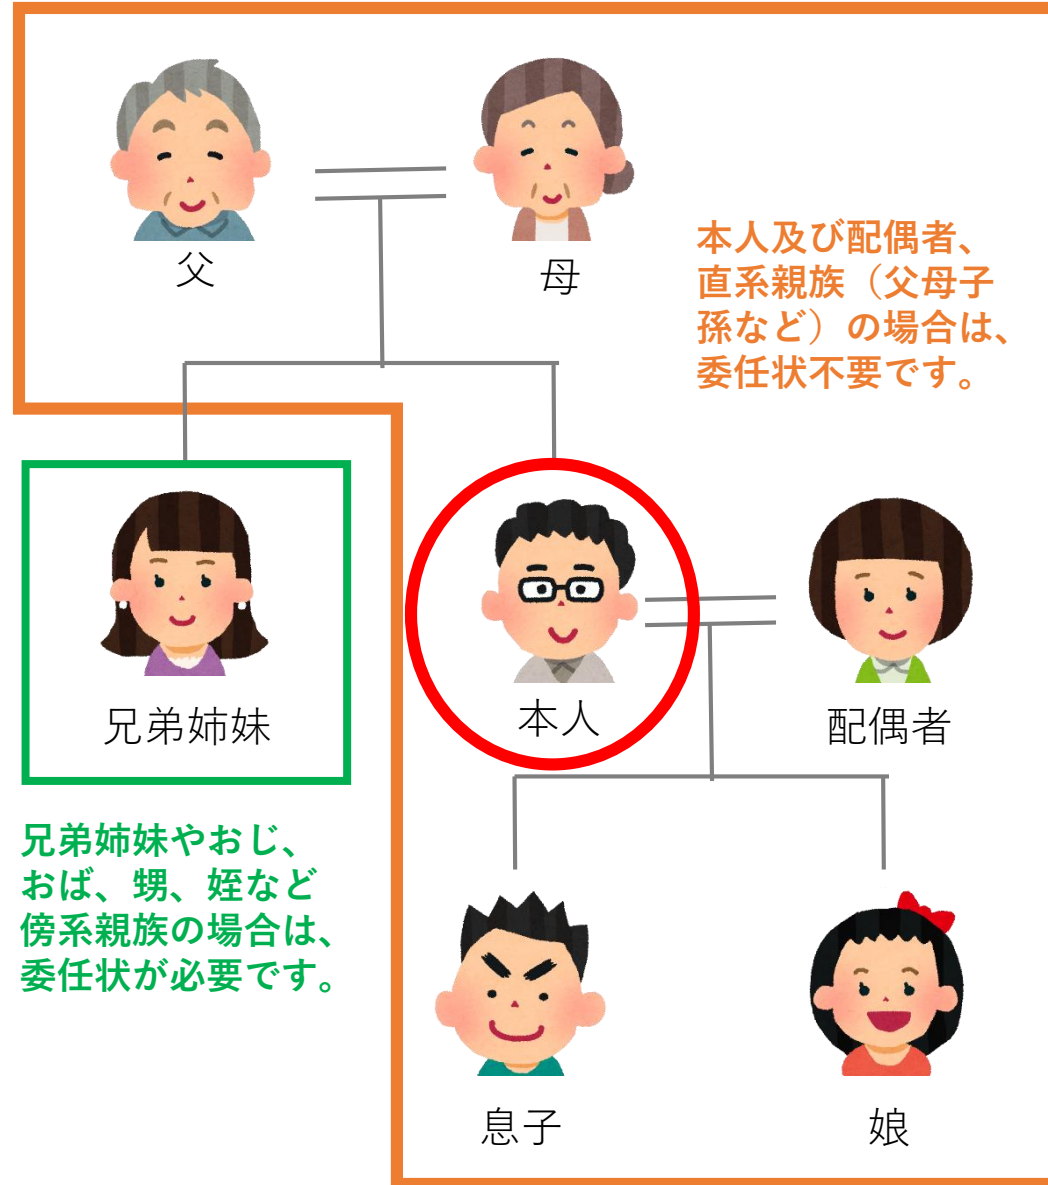 父
母
本人及び配偶者、
直系親族（父母子
孫など）の場合は、
委任状不要です。
兄弟姉妹
本人
配偶者
兄弟姉妹やおじ、
おば、甥、姪など
傍系親族の場合は、
委任状が必要です。
息子
娘